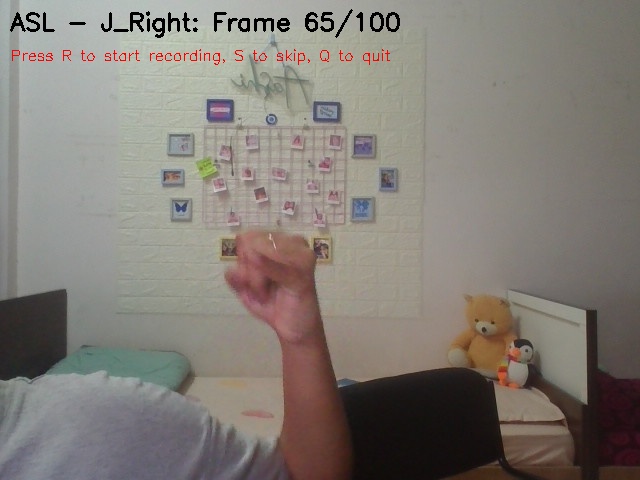 ASL - J_Right: Frame 65/100
Press R to start recording, S to skip, Q to quit